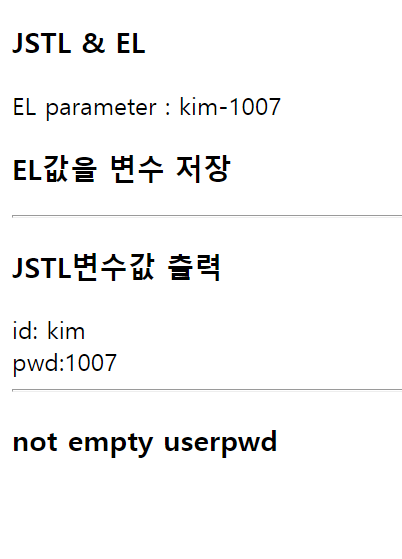 JSTL & EL
EL parameter : kim-1007
EL값을 변수 저장
JSTL변수값 츨력
id: kim
pwd:1007
not empty userpwd